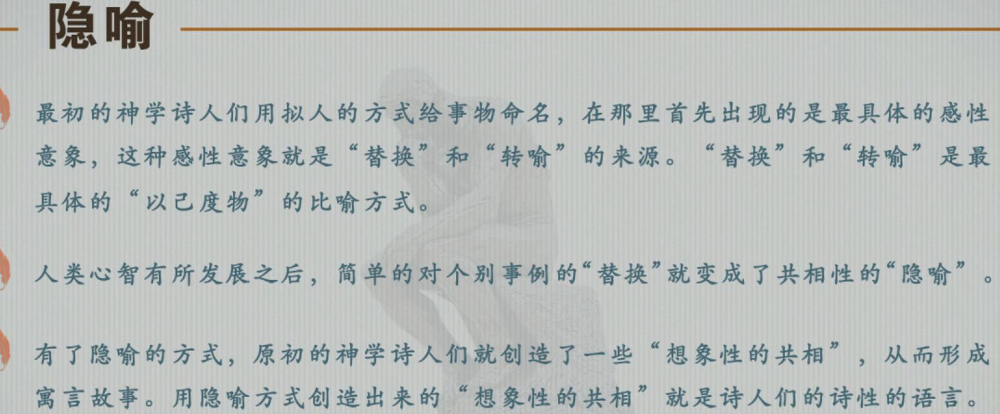 隐喻
最初的神学诗人们用拟人的方式给事物命名，在那里首先出现的是最具体的感性
意象，这种感性意象就是“替换”和“转喻”的来源。“替换”和“转喻”是最
具体的“以己度物”的比喻方式。
人类心智有所发展之后，简单的对个别事例的“替换”就变成了共相性的“隐喻”。
有了隐喻的方式，原初的神学诗人们就创造了一些“想象性的共相”，从而形成
寓言故事。用隐喻方式创造出来的“想象性的共相”就是诗人们的诗性的语言。